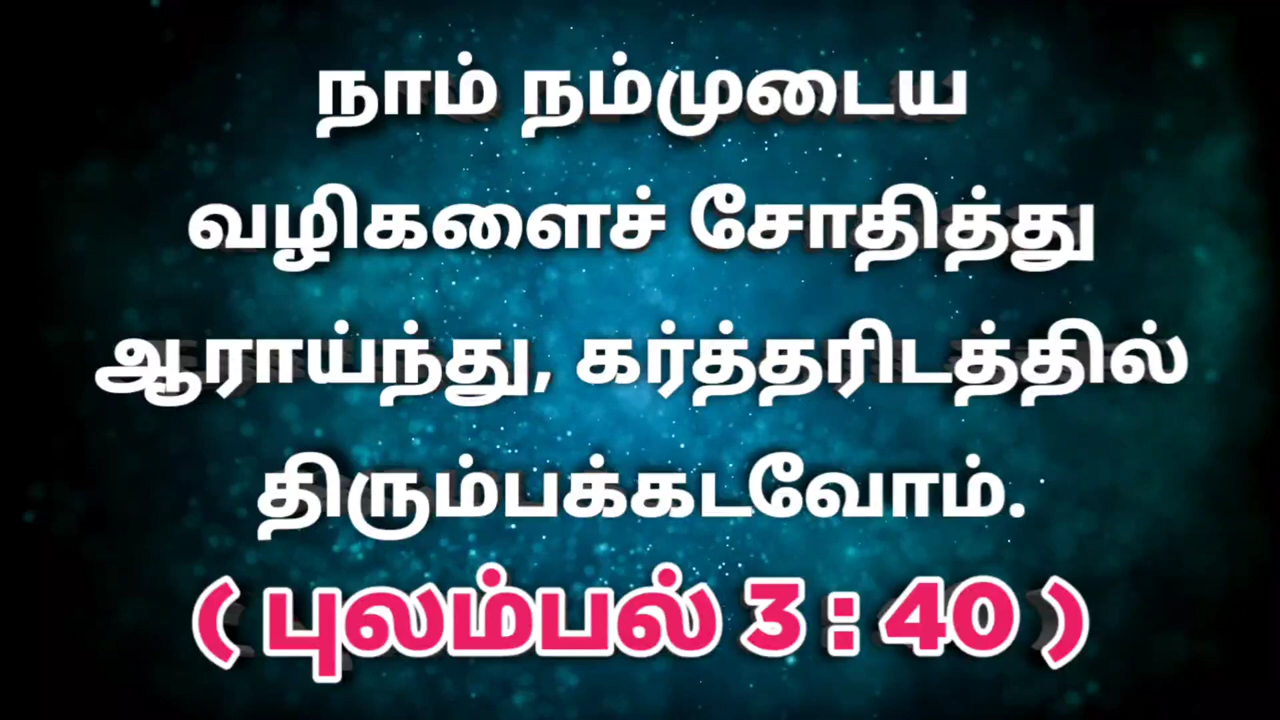 நாம் நம்முடைய
வழிகளைச் சோதித்து
ஆராய்ந்து, கர்த்தரிடத்தில்
திரும்பக்கடவோம்.
( புலம்பல் 3 : 40 )